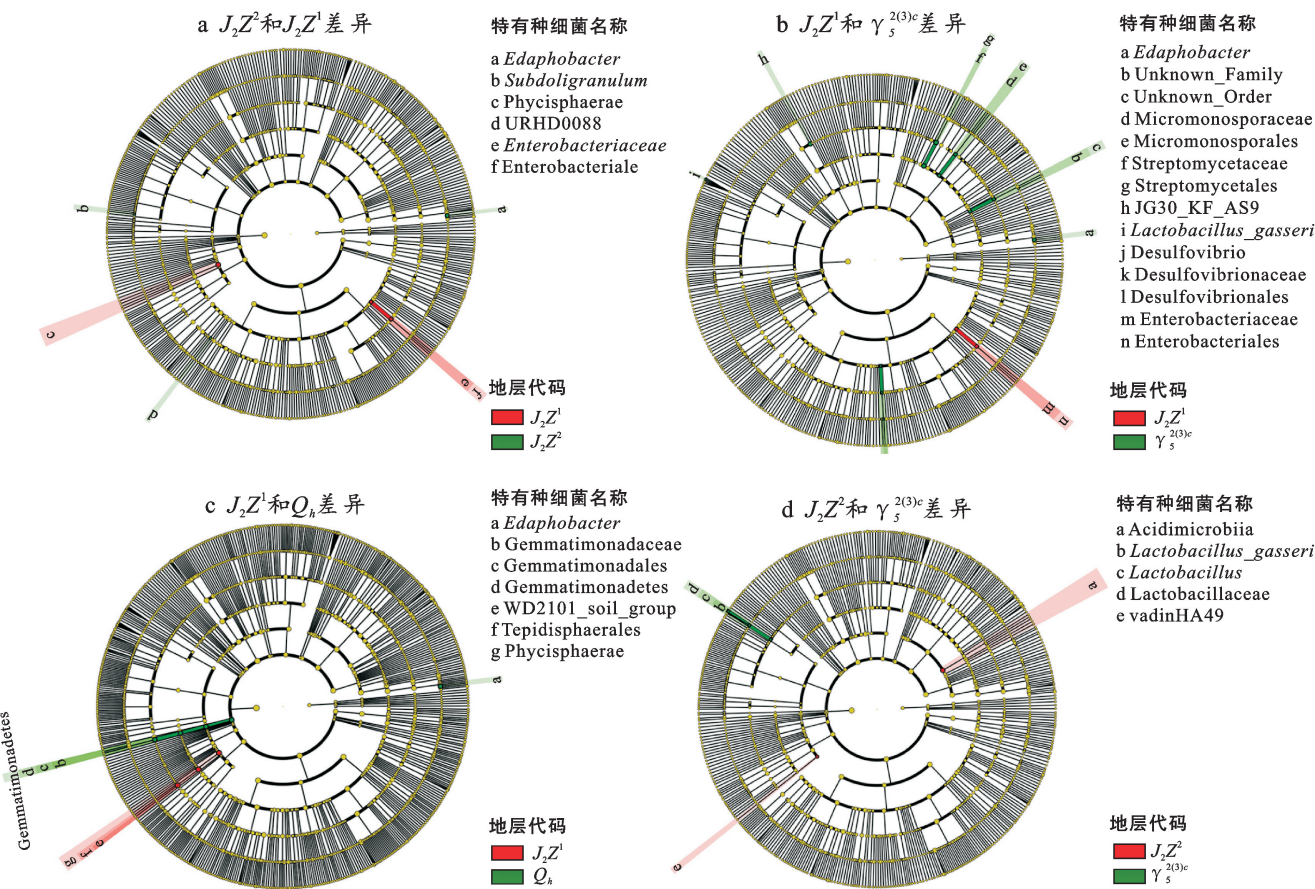 a J₂Z²和J₂Z¹差异
特有种细菌名称
a Edaphobacter
b Subdoligranulum
c Phycisphaerae
d URHD0088
e Enterobacteriaceae
f Enterobacteriale
a
b
c
d
e
f
地层代码
J₂Z¹
J₂Z²
b J₂Z¹和 γ₅²⁽³⁾ᶜ差异
特有种细菌名称
a Edaphobacter
b Unknown_Family
c Unknown_Order
d Micromonosporaceae
e Micromonosporales
f Streptomycetaceae
g Streptomycetales
h JG30_KF_AS9
i Lactobacillus_gasseri
j Desulfovibrio
k Desulfovibrionaceae
l Desulfovibrionales
m Enterobacteriaceae
n Enterobacteriales
h
g
f
e
d
c
b
a
i
m
n
地层代码
J₂Z¹
γ₅²⁽³⁾ᶜ
c J₂Z¹和Qₕ差异
特有种细菌名称
a Edaphobacter
b Gemmatimonadaceae
c Gemmatimonadales
d Gemmatimonadetes
e WD2101_soil_group
f Tepidisphaerales
g Phycisphaerae
a
Gemmatimonadetes
d c b
g f e
地层代码
J₂Z¹
Qₕ
d J₂Z²和 γ₅²⁽³⁾ᶜ差异
特有种细菌名称
a Acidimicrobiia
b Lactobacillus_gasseri
c Lactobacillus
d Lactobacillaceae
e vadinHA49
d c b
a
e
地层代码
J₂Z²
γ₅²⁽³⁾ᶜ